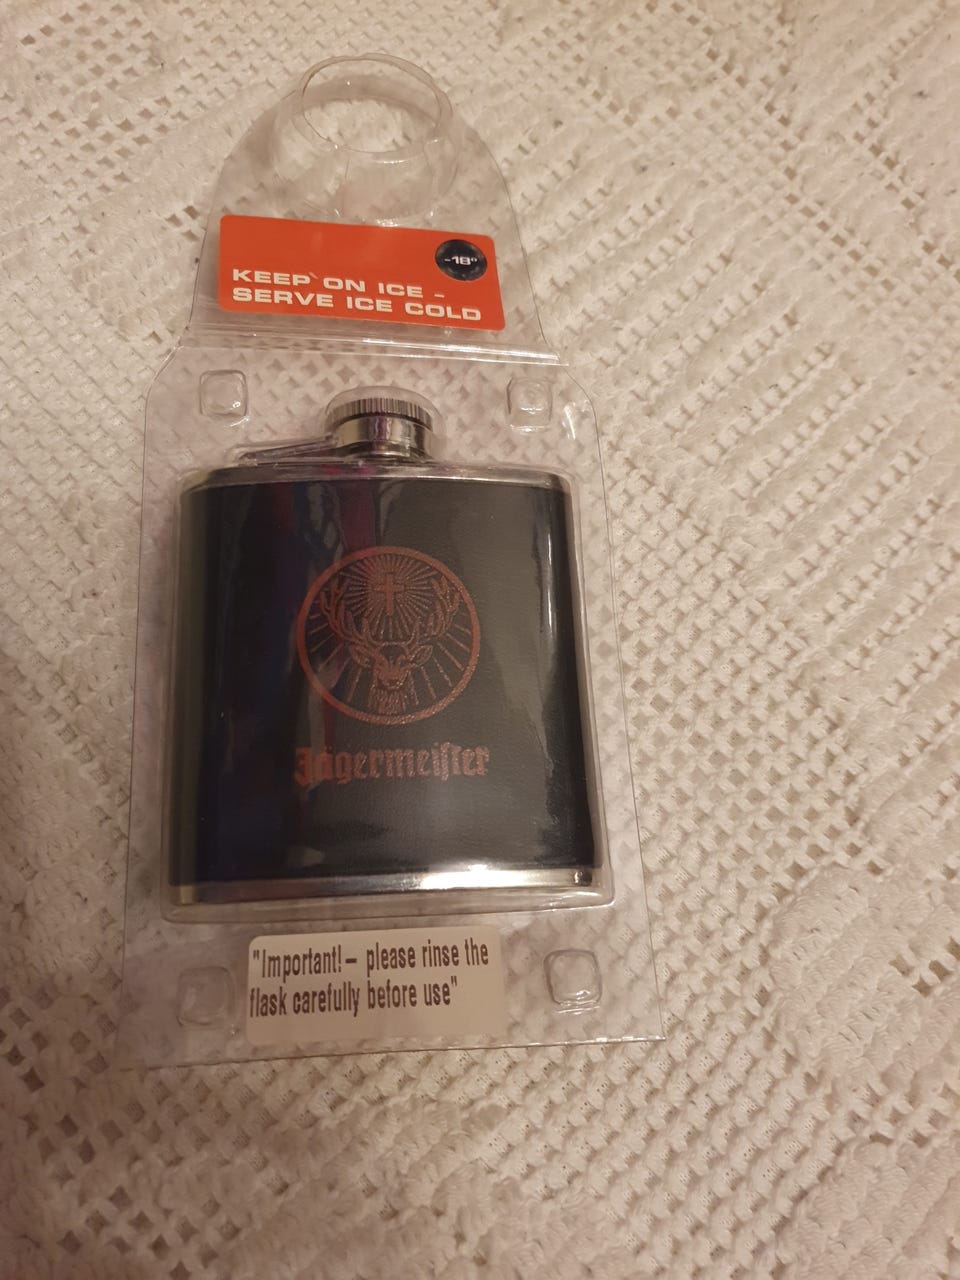 -18°
KEEP ON ICE -
SERVE ICE COLD
Jägermeiſter
"Important!– please rinse the
flask carefully before use"